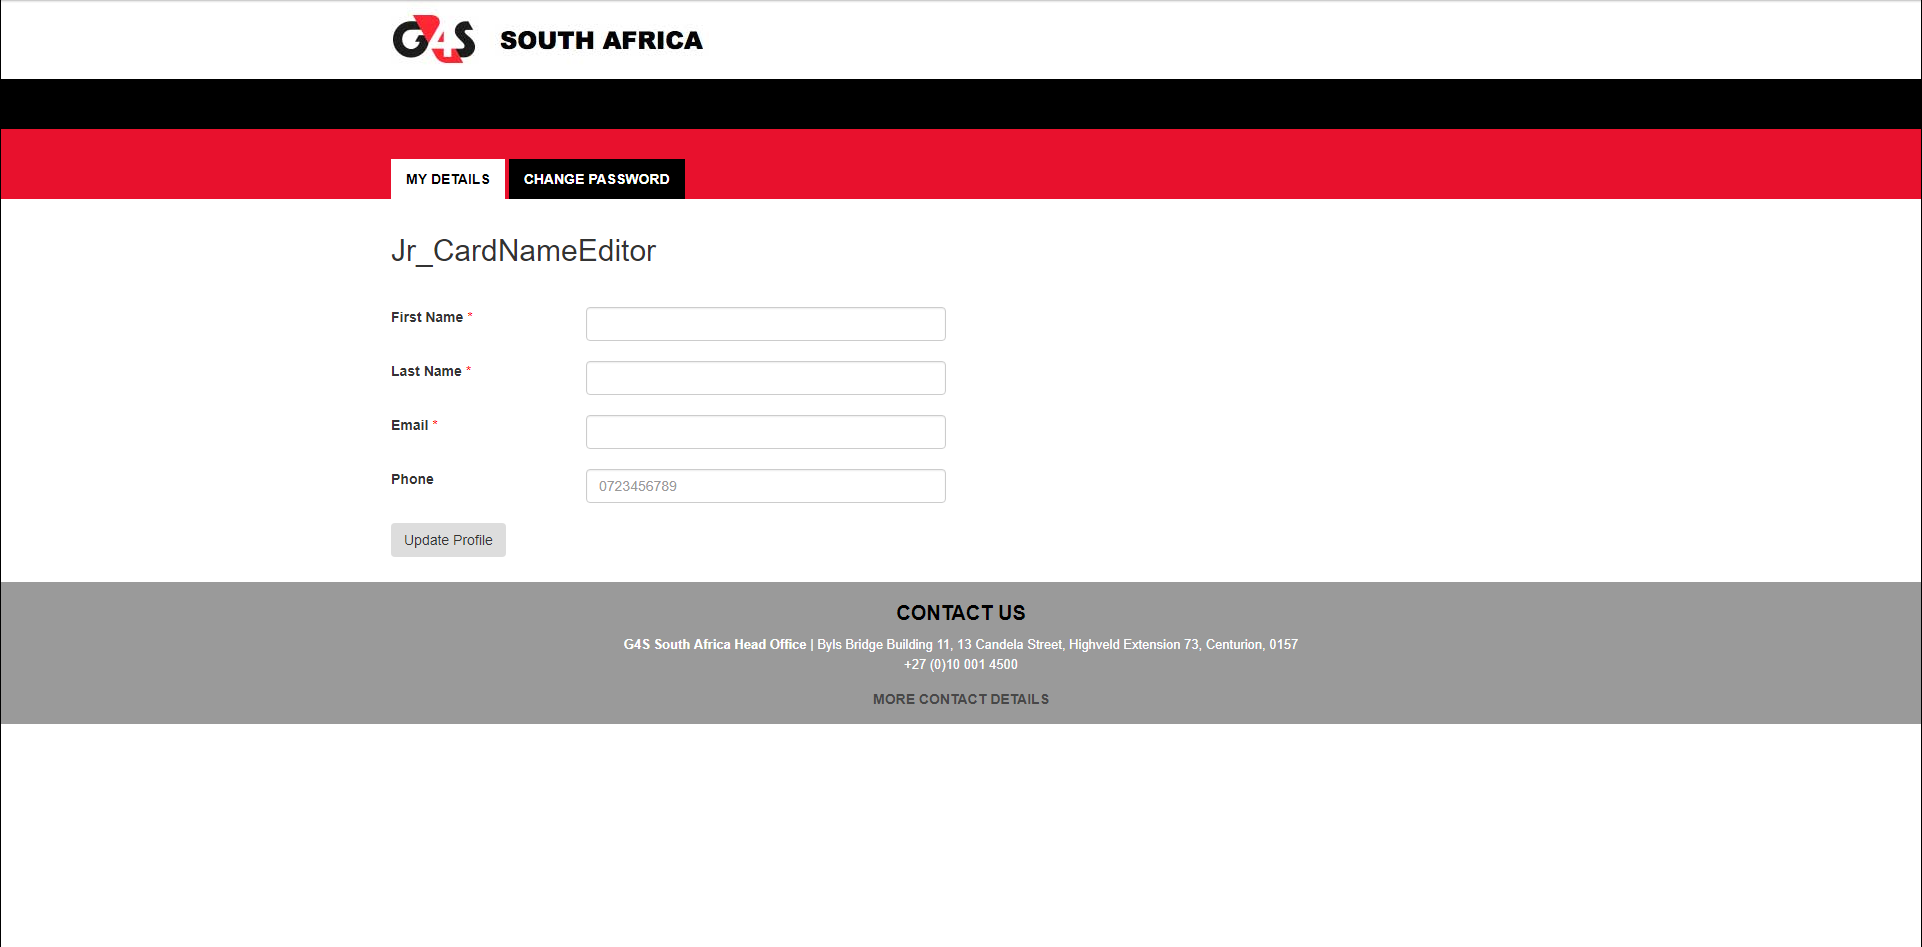 G4S SOUTH AFRICA
MY DETAILS CHANGE PASSWORD
Jr_CardNameEditor
First Name *
Last Name *
Email *
Phone 0723456789
Update Profile
CONTACT US
G4S South Africa Head Office | Byls Bridge Building 11, 13 Candela Street, Highveld Extension 73, Centurion, 0157
+27 (0)10 001 4500
MORE CONTACT DETAILS